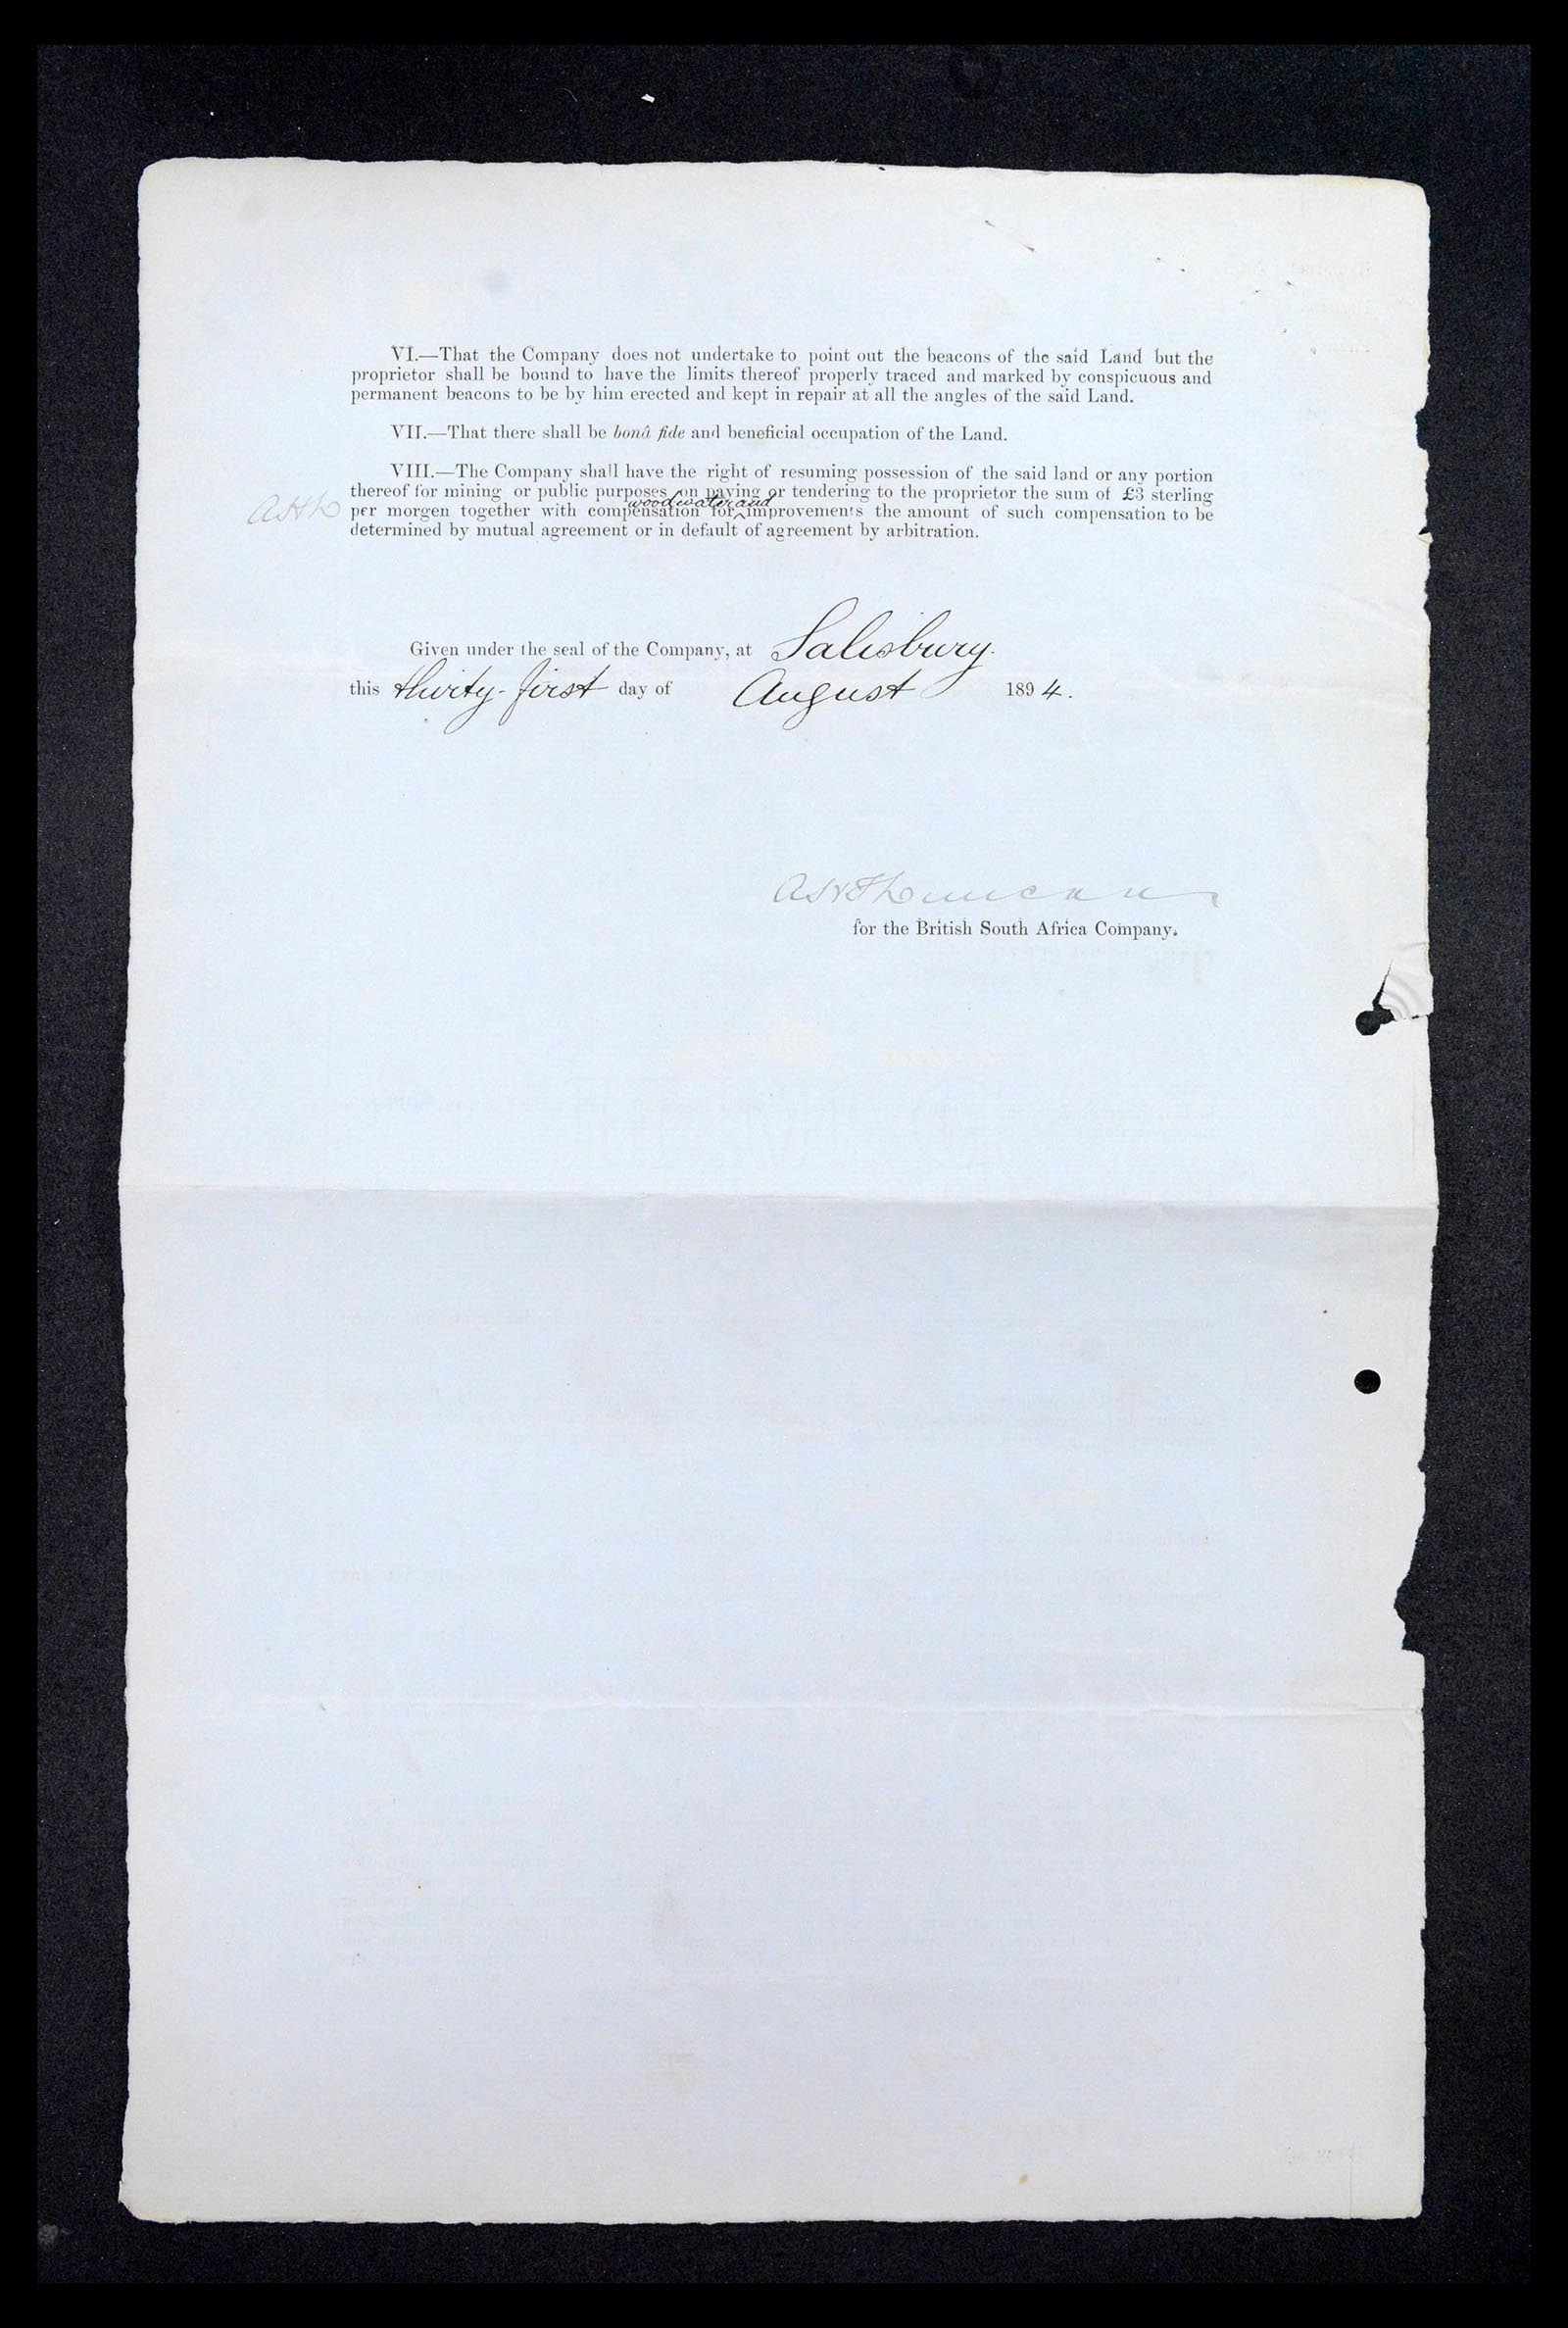 VI.—That the Company does not undertake to point out the beacons of the said Land but the
proprietor shall be bound to have the limits thereof properly traced and marked by conspicuous and
permanent beacons to be by him erected and kept in repair at all the angles of the said Land.
VII.—That there shall be bonâ fide and beneficial occupation of the Land.
VIII.—The Company shall have the right of resuming possession of the said land or any portion
thereof for mining or public purposes on paying or tendering to the proprietor the sum of £3 sterling
wood water and
per morgen together with compensation for improvements the amount of such compensation to be
determined by mutual agreement or in default of agreement by arbitration.
Given under the seal of the Company, at Salisbury.
this thirty-first day of August 1894.
Duncan
for the British South Africa Company.